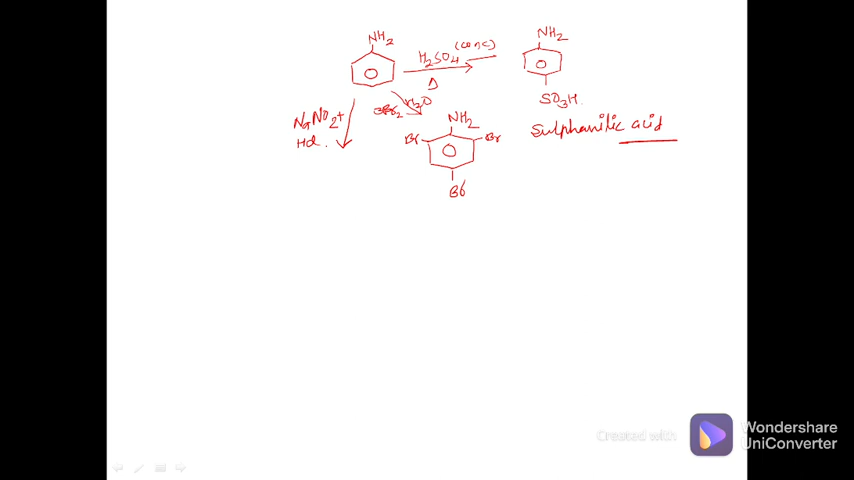 NH2
H2SO4 (conc)
Δ
NH2
SO3H
Sulphanilic acid
NaNO2+
Hcl.
Br2 H2O
NH2
Br
Br
Br
Created with
Wondershare
UniConverter